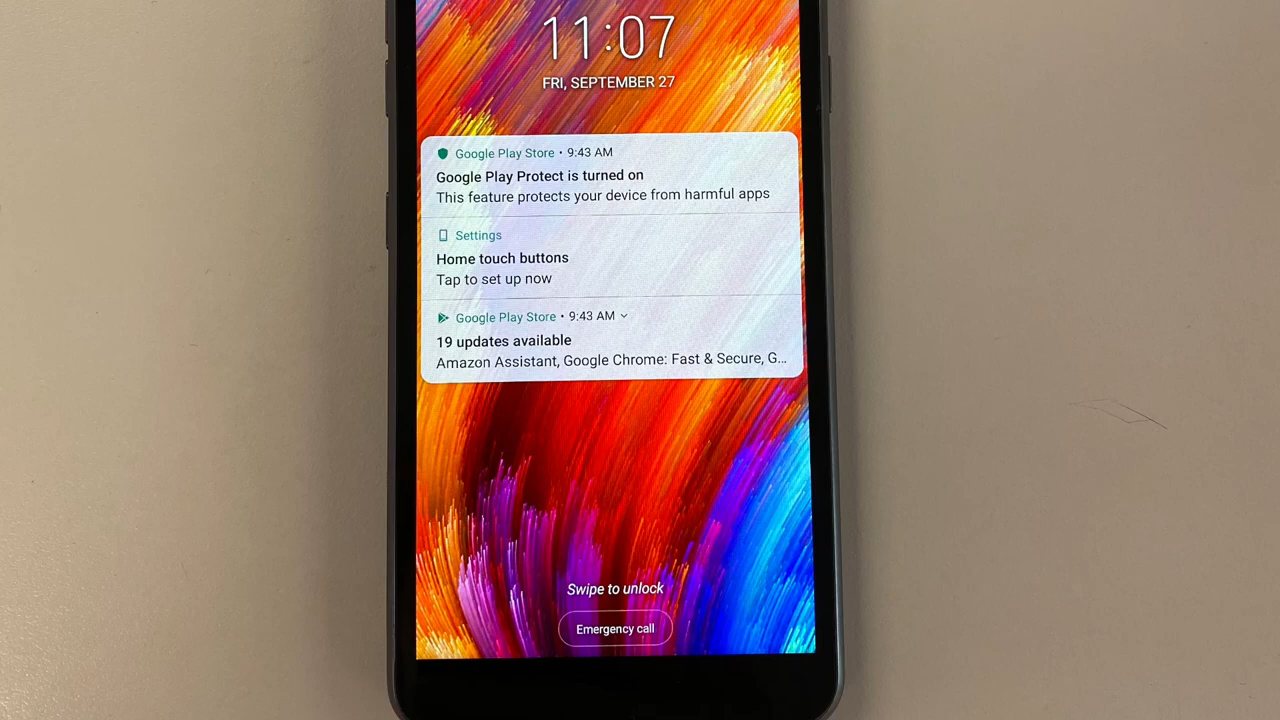 11:07
FRI, SEPTEMBER 27
Google Play Store • 9:43 AM
Google Play Protect is turned on
This feature protects your device from harmful apps
Settings
Home touch buttons
Tap to set up now
Google Play Store • 9:43 AM
19 updates available
Amazon Assistant, Google Chrome: Fast & Secure, G...
Swipe to unlock
Emergency call